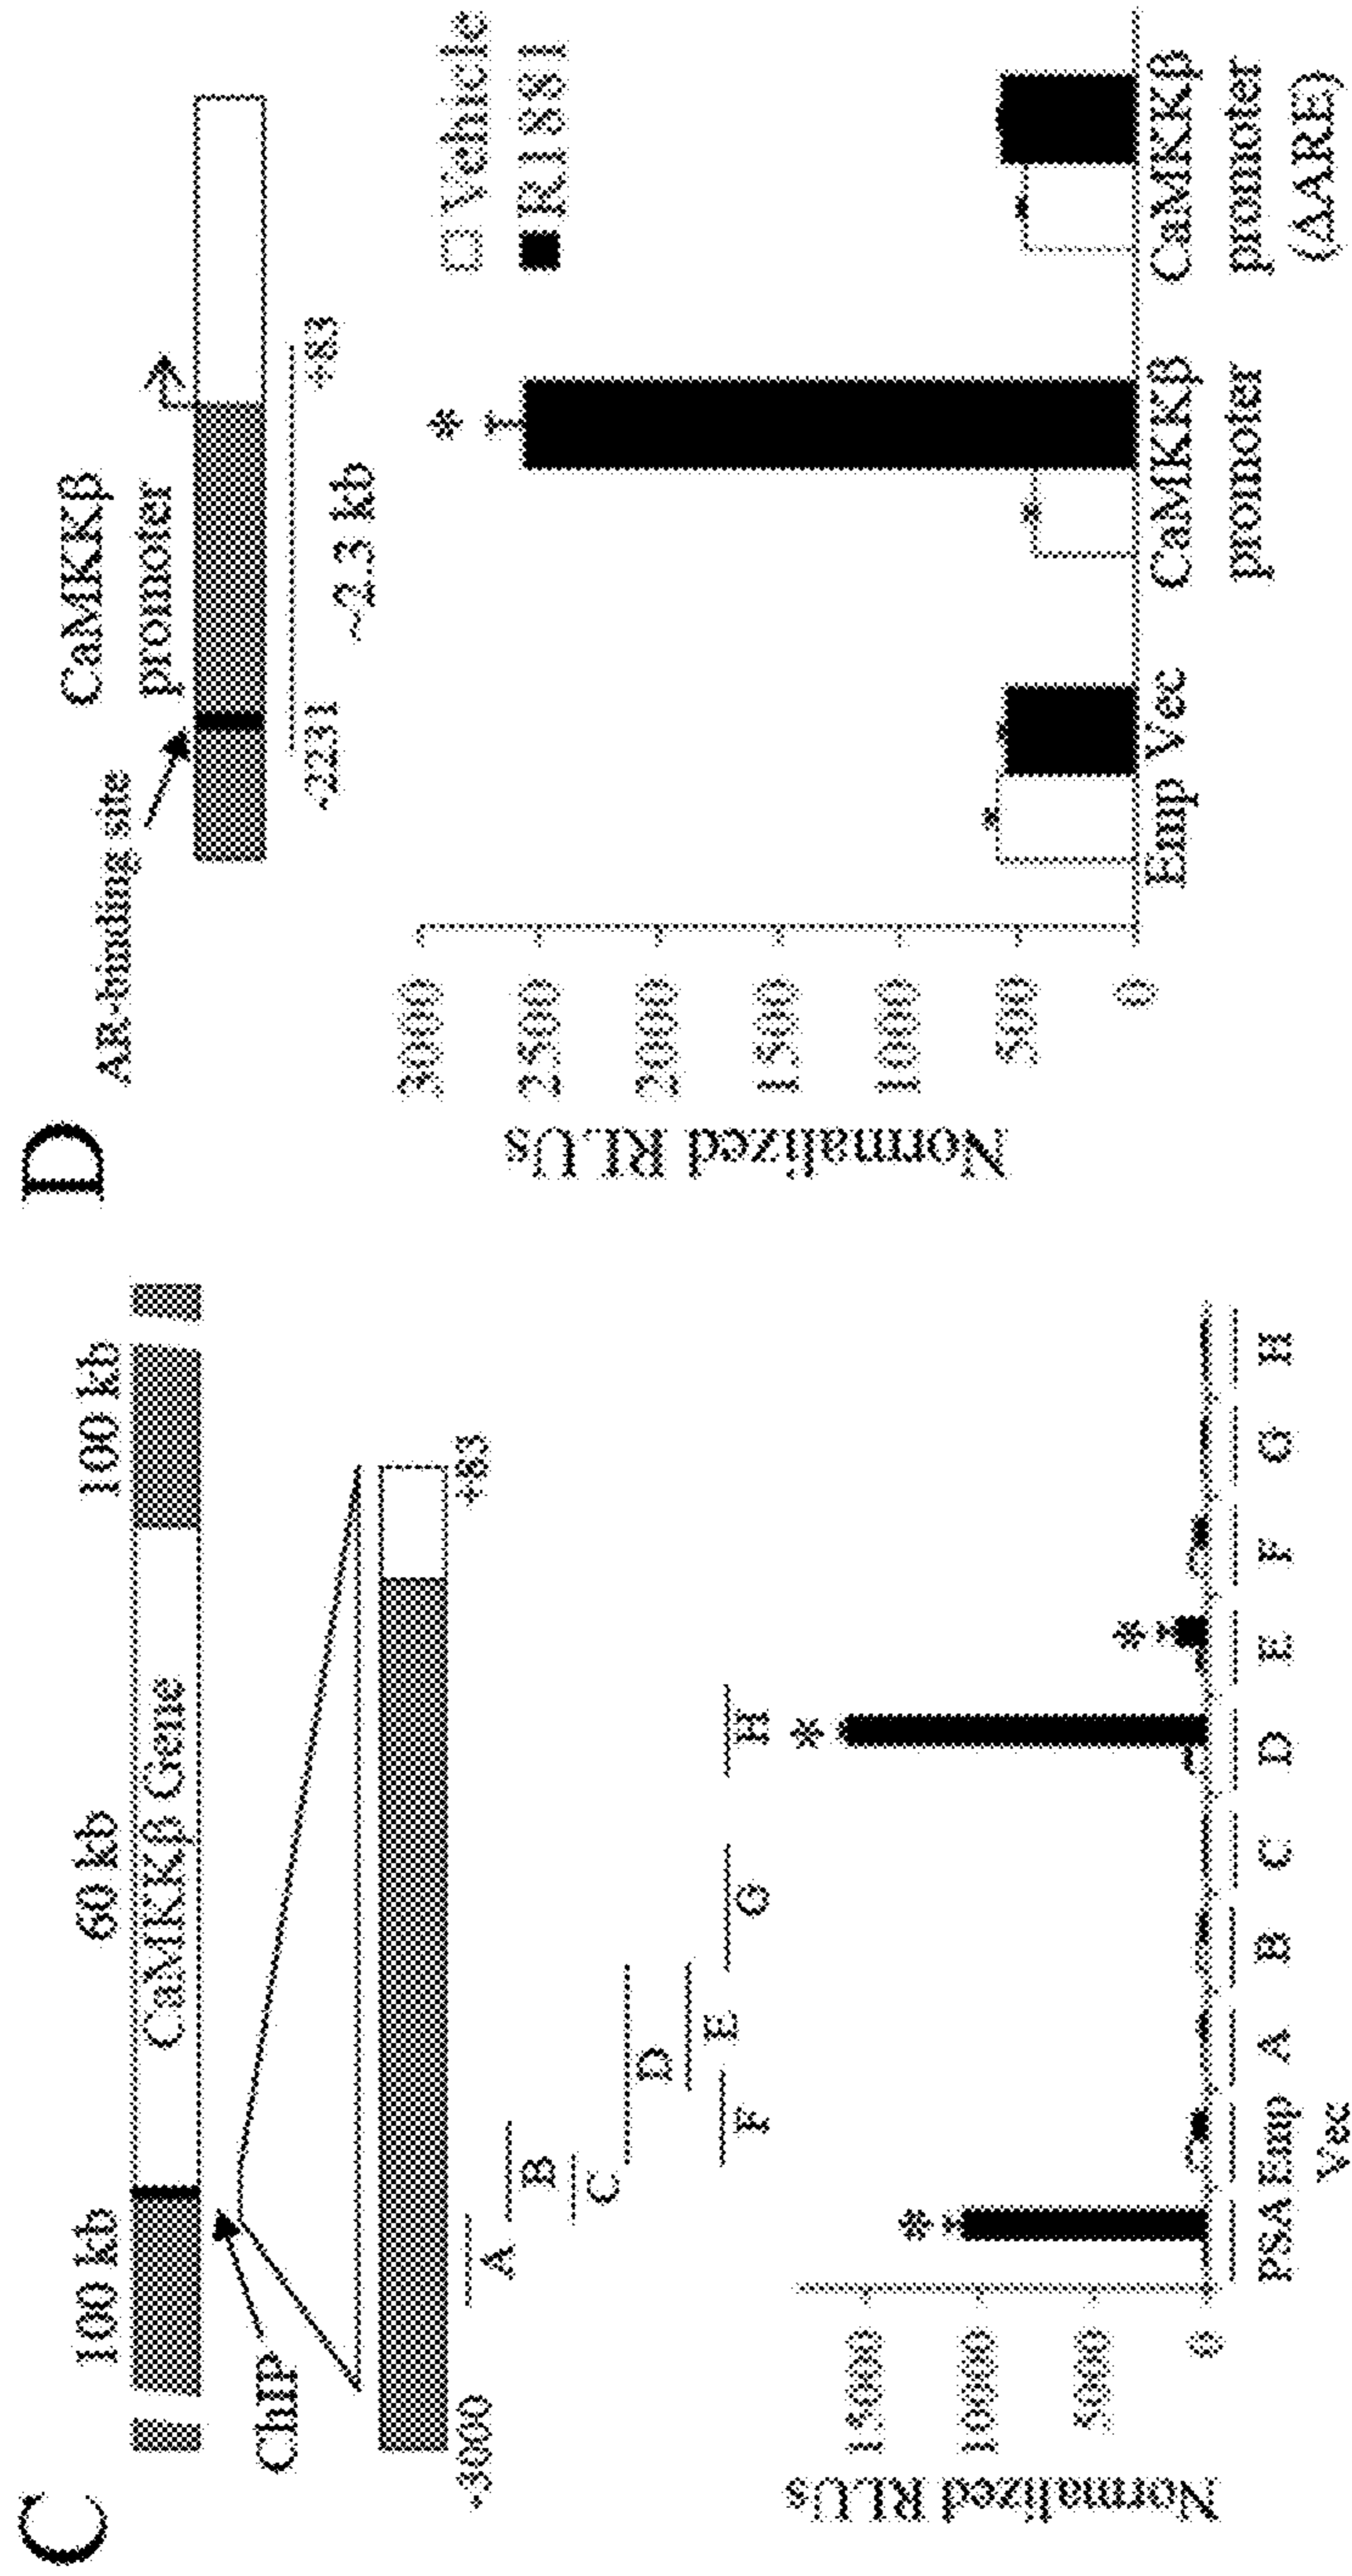 C
100 kb
60 kb
100 kb
CaMKKβ Gene
ChIP
-3000
+83
A
B
C
D
E
F
G
H
Normalized RLUs
15000
10000
5000
0
*
*
*
PSA
Emp
Vec
A
B
C
D
E
F
G
H
D
AR-binding site
CaMKKβ
promoter
-2231
+83
~2.3 kb
Vehicle
R1881
Normalized RLUs
3000
2500
2000
1500
1000
500
0
*
Emp Vec
CaMKKβ
promoter
CaMKKβ
promoter
(ΔARE)